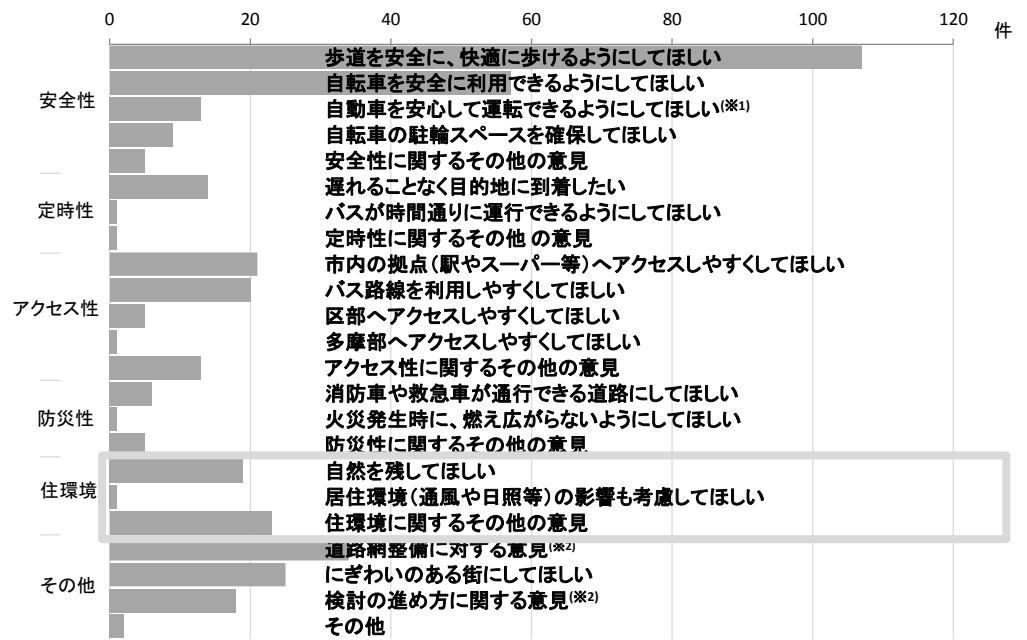 0 20 40 60 80 100 120
件
安全性
歩道を安全に、快適に歩けるようにしてほしい
自転車を安全に利用できるようにしてほしい
自動車を安心して運転できるようにしてほしい(※1)
自転車の駐輪スペースを確保してほしい
安全性に関するその他の意見
定時性
遅れることなく目的地に到着したい
バスが時間通りに運行できるようにしてほしい
定時性に関するその他 の意見
アクセス性
市内の拠点(駅やスーパー等)へアクセスしやすくしてほしい
バス路線を利用しやすくしてほしい
区部へアクセスしやすくしてほしい
多摩部へアクセスしやすくしてほしい
アクセス性に関するその他の意見
防災性
消防車や救急車が通行できる道路にしてほしい
火災発生時に、燃え広がらないようにしてほしい
防災性に関するその他の意見
住環境
自然を残してほしい
居住環境(通風や日照等)の影響も考慮してほしい
住環境に関するその他の意見
その他
道路網整備に対する意見(※2)
にぎわいのある街にしてほしい
検討の進め方に関する意見(※2)
その他